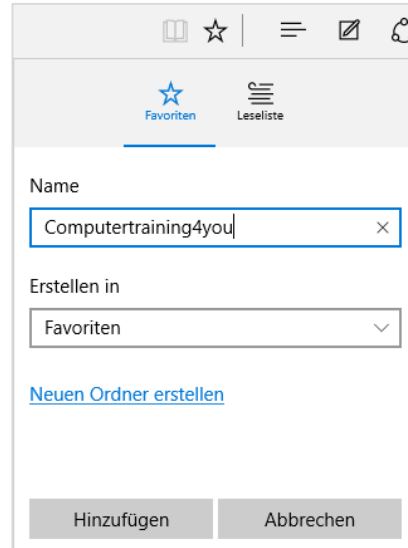 Favoriten Leseliste
Name
Computertraining4you
Erstellen in
Favoriten
Neuen Ordner erstellen
Hinzufügen Abbrechen